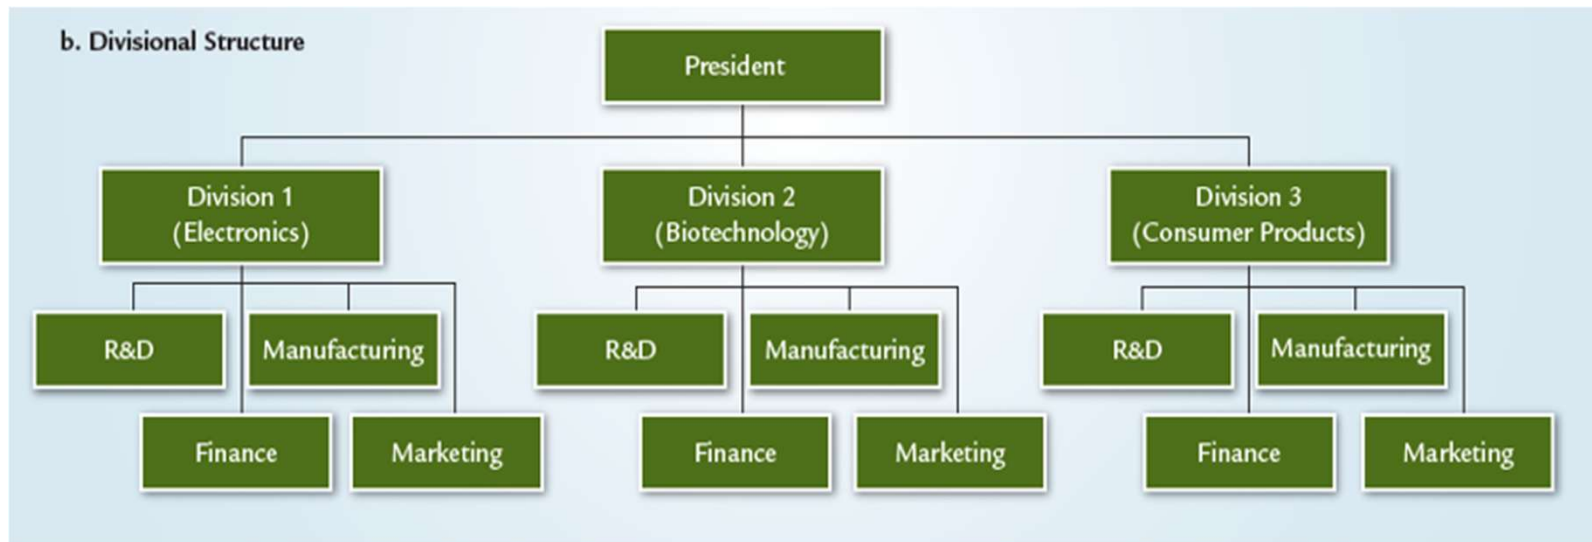 b. Divisional Structure
President
Division 1
(Electronics)
Division 2
(Biotechnology)
Division 3
(Consumer Products)
R&D
Manufacturing
R&D
Manufacturing
R&D
Manufacturing
Finance
Marketing
Finance
Marketing
Finance
Marketing